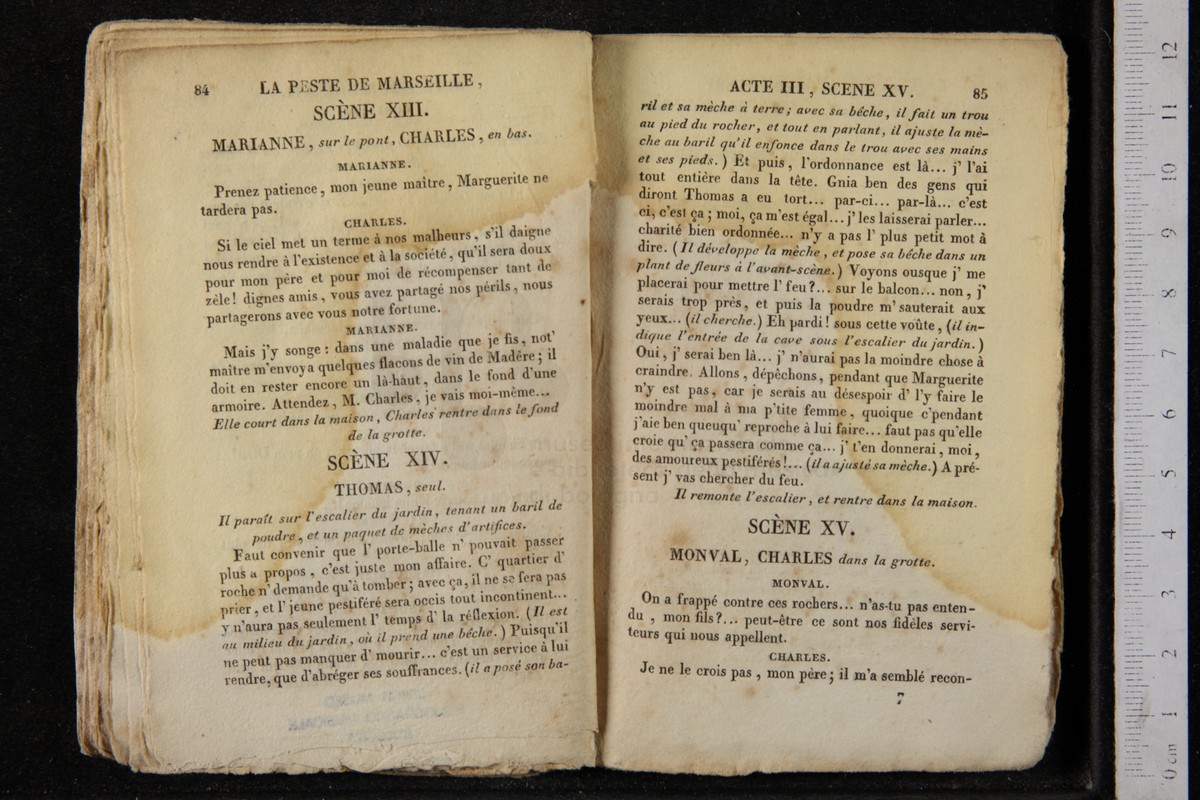 84 LA PESTE DE MARSEILLE,
SCÈNE XIII.
MARIANNE, sur le pont, CHARLES, en bas.
MARIANNE.
Prenez patience, mon jeune maître, Marguerite ne
tardera pas.
CHARLES.
Si le ciel met un terme à nos malheurs, s'il daigne
nous rendre à l'existence et à la société, qu'il sera doux
pour mon père et pour moi de récompenser tant de
zèle! dignes amis, vous avez partagé nos périls, nous
partagerons avec vous notre fortune.
MARIANNE.
Mais j'y songe : dans une maladie que je fis, not'
maître m'envoya quelques flacons de vin de Madère; il
doit en rester encore un là-haut, dans le fond d'une
armoire. Attendez, M. Charles, je vais moi-même...
Elle court dans la maison, Charles rentre dans le fond
de la grotte.
SCÈNE XIV.
THOMAS, seul.
Il paraît sur l'escalier du jardin, tenant un baril de
poudre, et un paquet de mèches d'artifices.
Faut convenir que l' porte-balle n' pouvait passer
plus a propos, c'est juste mon affaire. C' quartier d'
roche n' demande qu'à tomber; avec ça, il ne se fera pas
prier, et l' jeune pestiféré sera occis tout incontinent...
y n'aura pas seulement l' temps d' la réflexion. (Il est
au milieu du jardin, où il prend une béche.) Puisqu'il
ne peut pas manquer d' mourir... c'est un service à lui
rendre, que d'abréger ses souffrances. (il a posé son ba-
ACTE III, SCENE XV. 85
ril et sa mèche à terre; avec sa béche, il fait un trou
au pied du rocher, et tout en parlant, il ajuste la mè-
che au baril qu'il enfonce dans le trou avec ses mains
et ses pieds.) Et puis, l'ordonnance est là... j' l'ai
tout entière dans la tête. Gnia ben des gens qui
diront Thomas a eu tort... par-ci... par-là... c'est
ci, c'est ça; moi, ça m'est égal... j' les laisserai parler...
charité bien ordonnée... n'y a pas l' plus petit mot à
dire. (Il développe la mèche, et pose sa béche dans un
plant de fleurs à l'avant-scène.) Voyons ousque j' me
placerai pour mettre l' feu?... sur le balcon... non, j'
serais trop près, et puis la poudre m' sauterait aux
yeux... (il cherche.) Eh pardi! sous cette voûte, (il in-
dique l'entrée de la cave sous l'escalier du jardin.)
Oui, j' serai ben là... j' n'aurai pas la moindre chose à
craindre. Allons, dépêchons, pendant que Marguerite
n'y est pas, car je serais au désespoir d' l'y faire le
moindre mal à ma p'tite femme, quoique c'pendant
j'aie ben queuqu' reproche à lui faire... faut pas qu'elle
croie qu' ça passera comme ça... j' t'en donnerai, moi,
des amoureux pestiférés!... (il a ajusté sa mèche.) A pré-
sent j' vas chercher du feu.
Il remonte l'escalier, et rentre dans la maison.
SCÈNE XV.
MONVAL, CHARLES dans la grotte.
MONVAL.
On a frappé contre ces rochers... n'as-tu pas enten-
du, mon fils?... peut-être ce sont nos fidèles servi-
teurs qui nous appellent.
CHARLES.
Je ne le crois pas, mon père; il m'a semblé recon-
7
0 cm 1 2 3 4 5 6 7 8 9 10 11 12